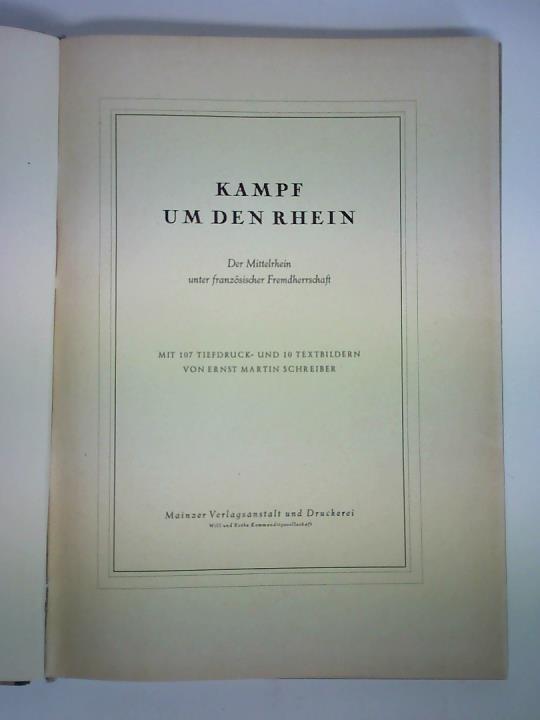 KAMPF
UM DEN RHEIN
Der Mittelrhein
unter französischer Fremdherrschaft
MIT 107 TIEFDRUCK- UND 10 TEXTBILDERN
VON ERNST MARTIN SCHREIBER
Mainzer Verlagsanstalt und Druckerei
Will und Rothe Kommanditgesellschaft